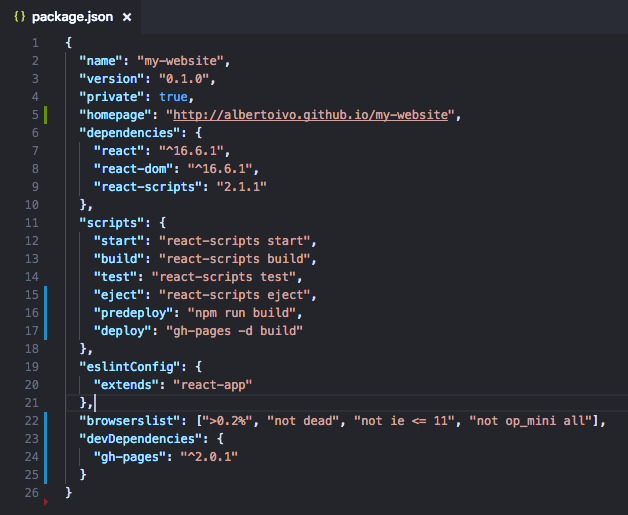 {} package.json ×
1 {
2 "name": "my-website",
3 "version": "0.1.0",
4 "private": true,
5 "homepage": "http://albertoivo.github.io/my-website",
6 "dependencies": {
7 "react": "^16.6.1",
8 "react-dom": "^16.6.1",
9 "react-scripts": "2.1.1"
10 },
11 "scripts": {
12 "start": "react-scripts start",
13 "build": "react-scripts build",
14 "test": "react-scripts test",
15 "eject": "react-scripts eject",
16 "predeploy": "npm run build",
17 "deploy": "gh-pages -d build"
18 },
19 "eslintConfig": {
20 "extends": "react-app"
21 },
22 "browserslist": [">0.2%", "not dead", "not ie <= 11", "not op_mini all"],
23 "devDependencies": {
24 "gh-pages": "^2.0.1"
25 }
26 }